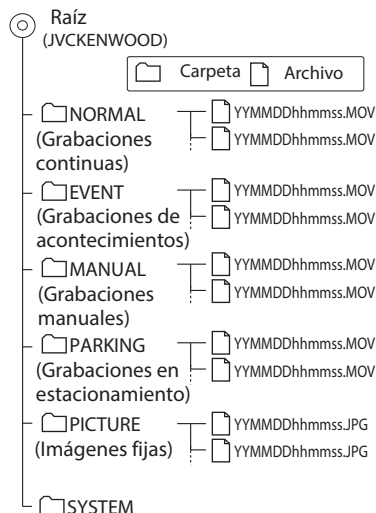 Raíz
(JVCKENWOOD)
Carpeta Archivo
NORMAL YYMMDDhhmmss.MOV
(Grabaciones YYMMDDhhmmss.MOV
continuas)
EVENT YYMMDDhhmmss.MOV
(Grabaciones de YYMMDDhhmmss.MOV
acontecimientos)
MANUAL YYMMDDhhmmss.MOV
(Grabaciones YYMMDDhhmmss.MOV
manuales)
PARKING YYMMDDhhmmss.MOV
(Grabaciones en YYMMDDhhmmss.MOV
estacionamiento)
PICTURE YYMMDDhhmmss.JPG
(Imágenes fijas) YYMMDDhhmmss.JPG
SYSTEM